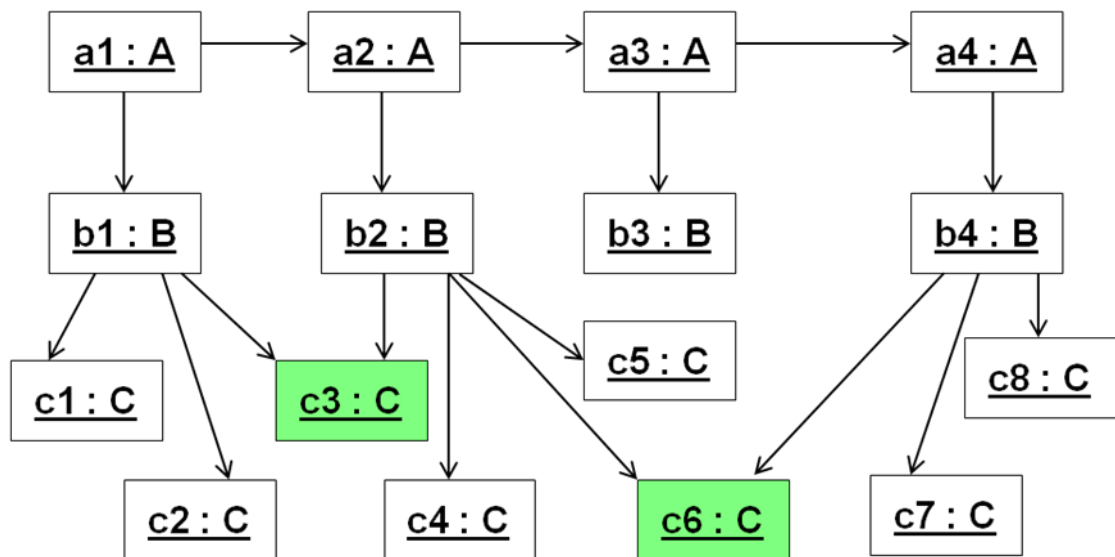 a1 : A
a2 : A
a3 : A
a4 : A
b1 : B
b2 : B
b3 : B
b4 : B
c1 : C
c3 : C
c5 : C
c8 : C
c2 : C
c4 : C
c6 : C
c7 : C